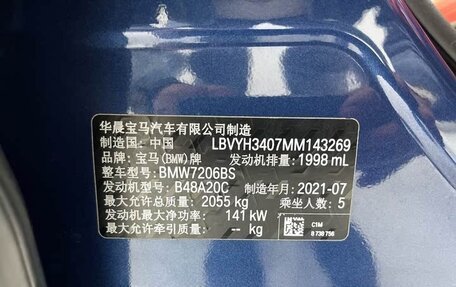 华晨宝马汽车有限公司制造
制造国：中国 LBVYH3407MM143269
品牌：宝马(BMW)牌 发动机排量：1998 mL
整车型号：BMW7206BS
发动机型号：B48A20C 制造年月：2021-07
最大允许总质量：2055 kg 乘坐人数：5
最大净功率： 141 kW
最大允许牵引质量： -- kg
C1M
8 738 756